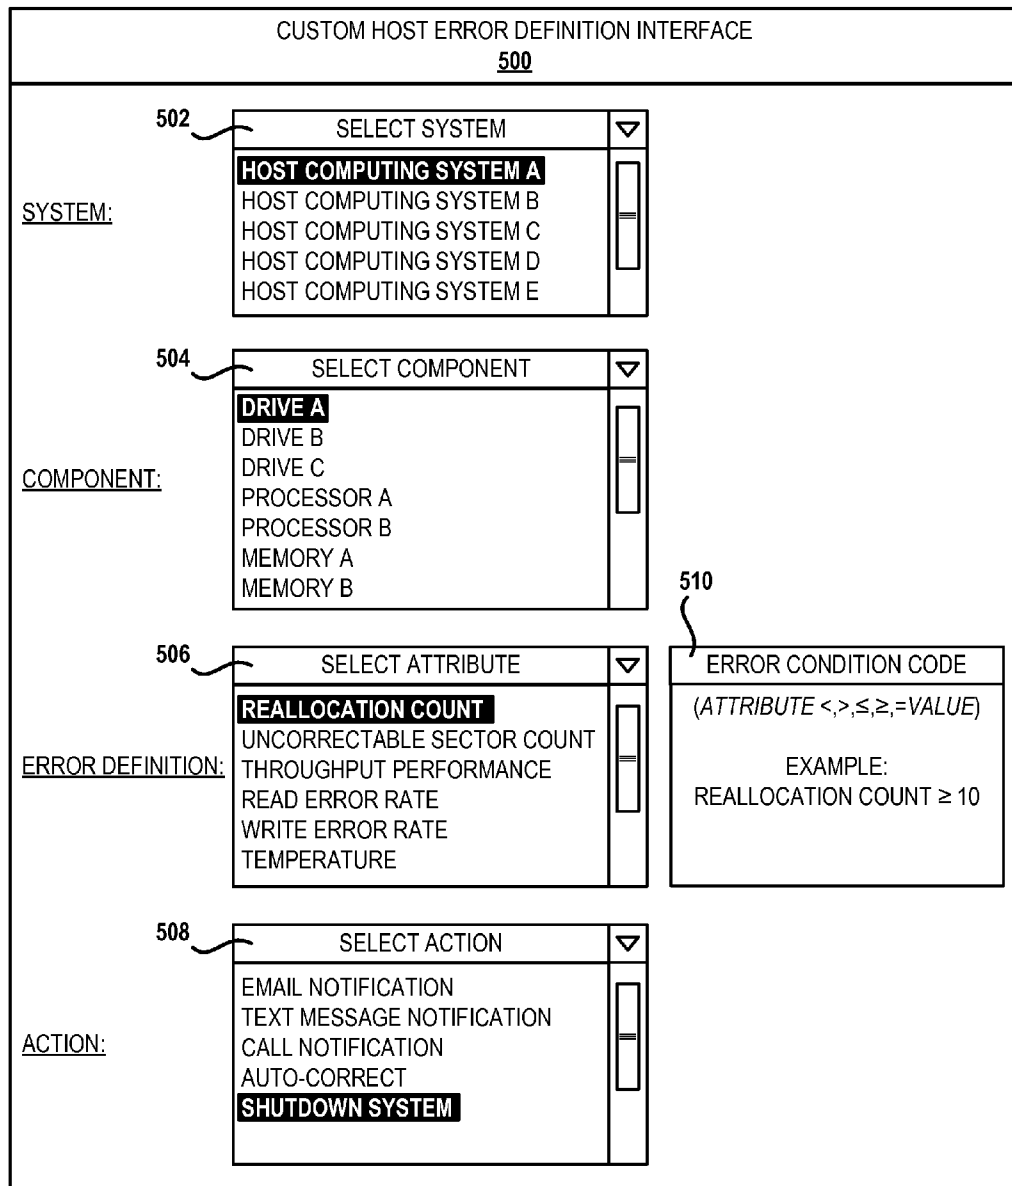 CUSTOM HOST ERROR DEFINITION INTERFACE
500
502
SELECT SYSTEM
SYSTEM:
HOST COMPUTING SYSTEM A
HOST COMPUTING SYSTEM B
HOST COMPUTING SYSTEM C
HOST COMPUTING SYSTEM D
HOST COMPUTING SYSTEM E
504
SELECT COMPONENT
COMPONENT:
DRIVE A
DRIVE B
DRIVE C
PROCESSOR A
PROCESSOR B
MEMORY A
MEMORY B
506
SELECT ATTRIBUTE
ERROR DEFINITION:
REALLOCATION COUNT
UNCORRECTABLE SECTOR COUNT
THROUGHPUT PERFORMANCE
READ ERROR RATE
WRITE ERROR RATE
TEMPERATURE
510
ERROR CONDITION CODE
(ATTRIBUTE <,>,≤,≥,=VALUE)
EXAMPLE:
REALLOCATION COUNT ≥ 10
508
SELECT ACTION
ACTION:
EMAIL NOTIFICATION
TEXT MESSAGE NOTIFICATION
CALL NOTIFICATION
AUTO-CORRECT
SHUTDOWN SYSTEM